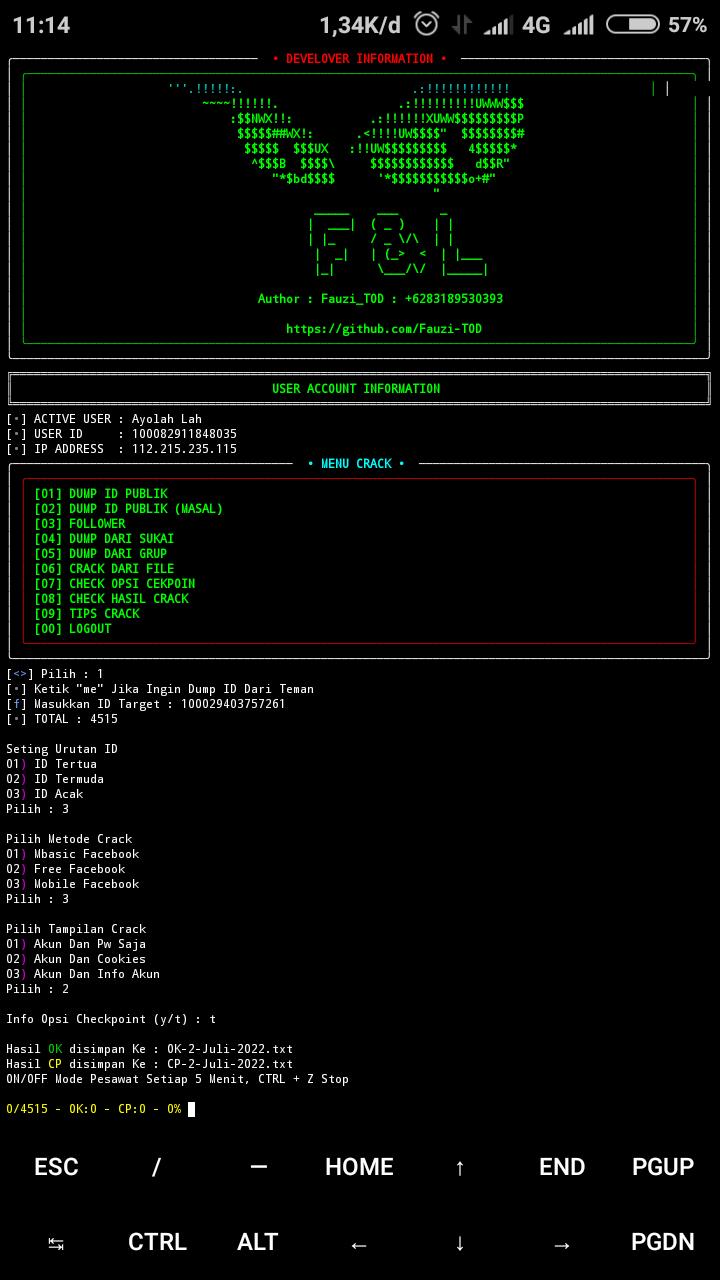 11:14 1,34K/d 4G 57%
• DEVELOVER INFORMATION •
'''.!!!!!:. .:!!!!!!!!!!!!
~~~~!!!!!!. .:!!!!!!!!!UWWW$$$
:$$NWX!!: .:!!!!!!XUWW$$$$$$$$$P
$$$$$##WX!: .<!!!!UW$$$$" $$$$$$$$#
$$$$$ $$$UX :!!UW$$$$$$$$$ 4$$$$$*
^$$$B $$$$\ $$$$$$$$$$$$ d$$R"
"*$bd$$$$ '*$$$$$$$$$$$o+#"
"
F & L
Author : Fauzi_TOD : +6283189530393
https://github.com/Fauzi-TOD
USER ACCOUNT INFORMATION
[•] ACTIVE USER : Ayolah Lah
[•] USER ID : 100082911848035
[•] IP ADDRESS : 112.215.235.115
• MENU CRACK •
[01] DUMP ID PUBLIK
[02] DUMP ID PUBLIK (MASAL)
[03] FOLLOWER
[04] DUMP DARI SUKAI
[05] DUMP DARI GRUP
[06] CRACK DARI FILE
[07] CHECK OPSI CEKPOIN
[08] CHECK HASIL CRACK
[09] TIPS CRACK
[00] LOGOUT
[<>] Pilih : 1
[•] Ketik "me" Jika Ingin Dump ID Dari Teman
[f] Masukkan ID Target : 100029403757261
[•] TOTAL : 4515
Seting Urutan ID
01) ID Tertua
02) ID Termuda
03) ID Acak
Pilih : 3
Pilih Metode Crack
01) Mbasic Facebook
02) Free Facebook
03) Mobile Facebook
Pilih : 3
Pilih Tampilan Crack
01) Akun Dan Pw Saja
02) Akun Dan Cookies
03) Akun Dan Info Akun
Pilih : 2
Info Opsi Checkpoint (y/t) : t
Hasil OK disimpan Ke : OK-2-Juli-2022.txt
Hasil CP disimpan Ke : CP-2-Juli-2022.txt
ON/OFF Mode Pesawat Setiap 5 Menit, CTRL + Z Stop
0/4515 - OK:0 - CP:0 - 0%
ESC / — HOME ↑ END PGUP
↹ CTRL ALT ← ↓ → PGDN